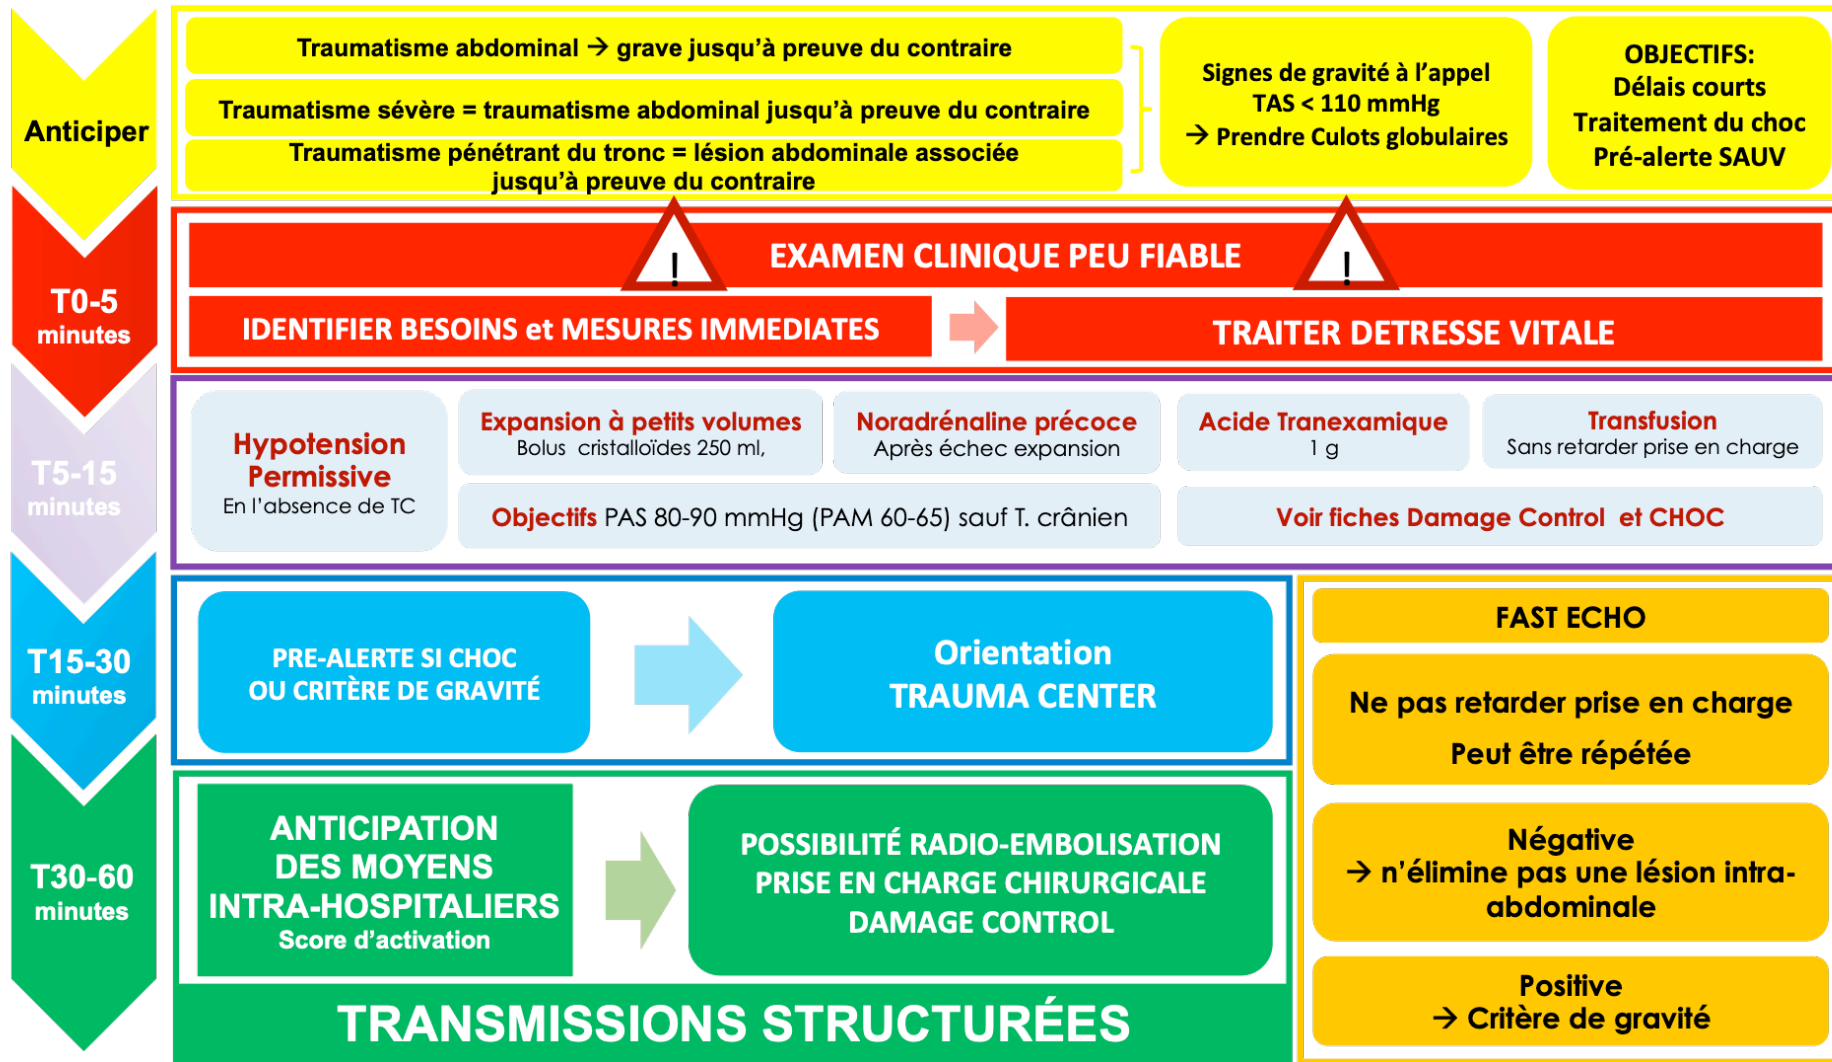 Anticiper
Traumatisme abdominal → grave jusqu'à preuve du contraire
Traumatisme sévère = traumatisme abdominal jusqu'à preuve du contraire
Traumatisme pénétrant du tronc = lésion abdominale associée
jusqu'à preuve du contraire
Signes de gravité à l'appel
TAS < 110 mmHg
→ Prendre Culots globulaires
OBJECTIFS:
Délais courts
Traitement du choc
Pré-alerte SAUV
T0-5
minutes
!
EXAMEN CLINIQUE PEU FIABLE
!
IDENTIFIER BESOINS et MESURES IMMEDIATES
TRAITER DETRESSE VITALE
T5-15
minutes
Hypotension
Permissive
En l'absence de TC
Expansion à petits volumes
Bolus cristalloïdes 250 ml,
Noradrénaline précoce
Après échec expansion
Acide Tranexamique
1 g
Transfusion
Sans retarder prise en charge
Objectifs PAS 80-90 mmHg (PAM 60-65) sauf T. crânien
Voir fiches Damage Control et CHOC
T15-30
minutes
PRE-ALERTE SI CHOC
OU CRITÈRE DE GRAVITÉ
Orientation
TRAUMA CENTER
T30-60
minutes
ANTICIPATION
DES MOYENS
INTRA-HOSPITALIERS
Score d'activation
POSSIBILITÉ RADIO-EMBOLISATION
PRISE EN CHARGE CHIRURGICALE
DAMAGE CONTROL
TRANSMISSIONS STRUCTURÉES
FAST ECHO
Ne pas retarder prise en charge
Peut être répétée
Négative
→ n'élimine pas une lésion intra-
abdominale
Positive
→ Critère de gravité